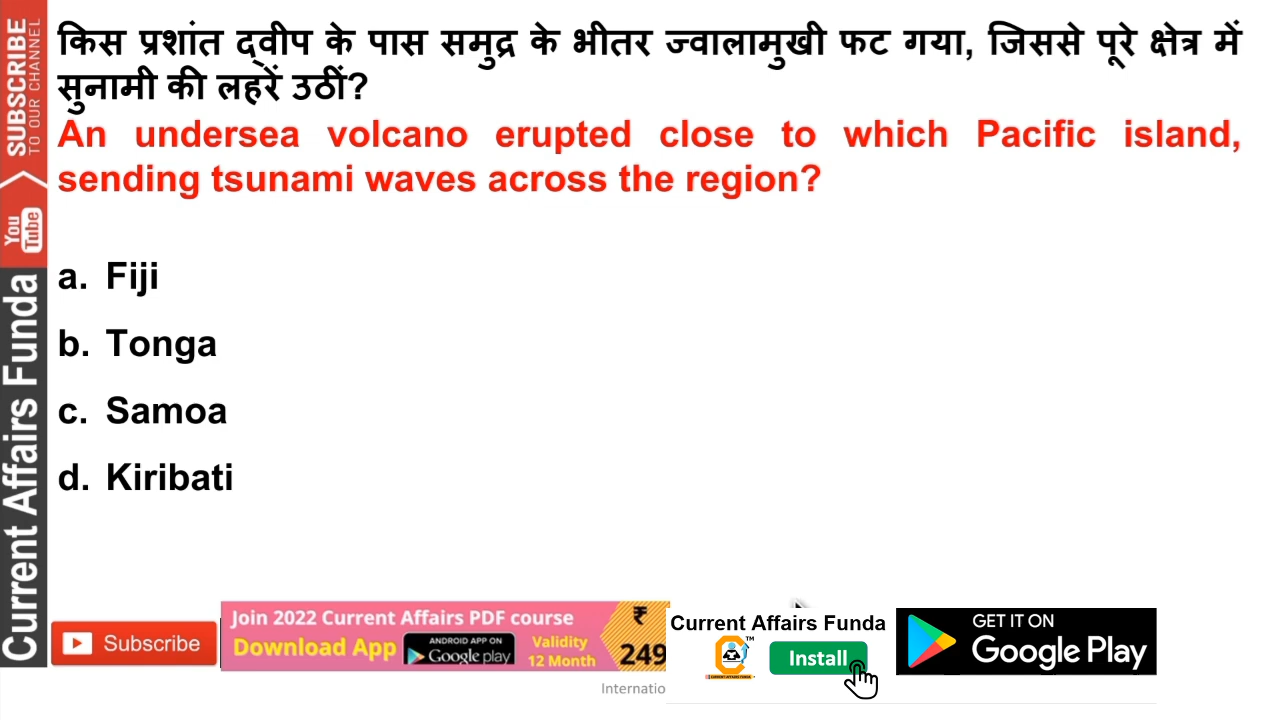 किस प्रशांत द्वीप के पास समुद्र के भीतर ज्वालामुखी फट गया, जिससे पूरे क्षेत्र में
सुनामी की लहरें उठीं?
An undersea volcano erupted close to which Pacific island,
sending tsunami waves across the region?
a. Fiji
b. Tonga
c. Samoa
d. Kiribati
SUBSCRIBE
TO OUR CHANNEL
You
Tube
Current Affairs Funda
Subscribe
Join 2022 Current Affairs PDF course
Download App
ANDROID APP ON
Google play
Validity
12 Month
₹
249
Current Affairs Funda
TM
Install
GET IT ON
Google Play
Internatio